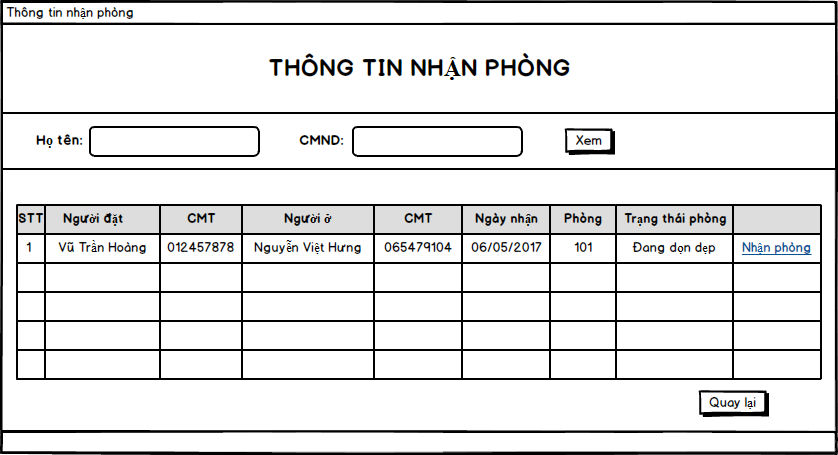 Thông tin nhận phòng
THÔNG TIN NHẬN PHÒNG
Họ tên: CMND: Xem
STT Người đặt CMT Người ở CMT Ngày nhận Phòng Trạng thái phòng
1 Vũ Trần Hoàng 012457878 Nguyễn Việt Hưng 065479104 06/05/2017 101 Đang dọn dẹp Nhận phòng
Quay lại